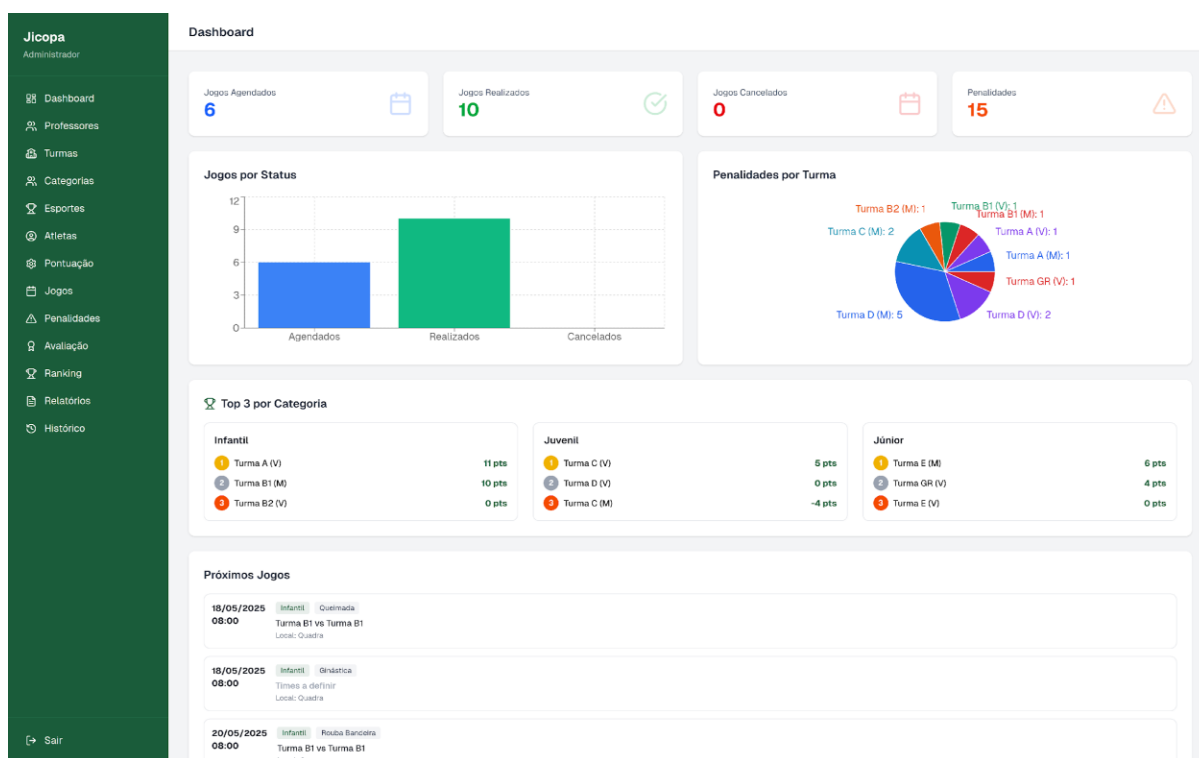 Jicopa
Administrador
Dashboard
Professores
Turmas
Categorias
Esportes
Atletas
Pontuação
Jogos
Penalidades
Avaliação
Ranking
Relatórios
Histórico
Sair
Dashboard
Jogos Agendados
6
Jogos Realizados
10
Jogos Cancelados
0
Penalidades
15
Jogos por Status
12
9
6
3
0
Agendados
Realizados
Cancelados
Penalidades por Turma
Turma B2 (M): 1
Turma B1 (V): 1
Turma B1 (M): 1
Turma C (M): 2
Turma A (V): 1
Turma A (M): 1
Turma GR (V): 1
Turma D (M): 5
Turma D (V): 2
Top 3 por Categoria
Infantil
1 Turma A (V) 11 pts
2 Turma B1 (M) 10 pts
3 Turma B2 (V) 0 pts
Juvenil
1 Turma C (V) 5 pts
2 Turma D (V) 0 pts
3 Turma C (M) -4 pts
Júnior
1 Turma E (M) 6 pts
2 Turma GR (V) 4 pts
3 Turma E (V) 0 pts
Próximos Jogos
18/05/2025 Infantil Queimada
08:00 Turma B1 vs Turma B1
Local: Quadra
18/05/2025 Infantil Ginástica
08:00 Times a definir
Local: Quadra
20/05/2025 Infantil Rouba Bandeira
08:00 Turma B1 vs Turma B1